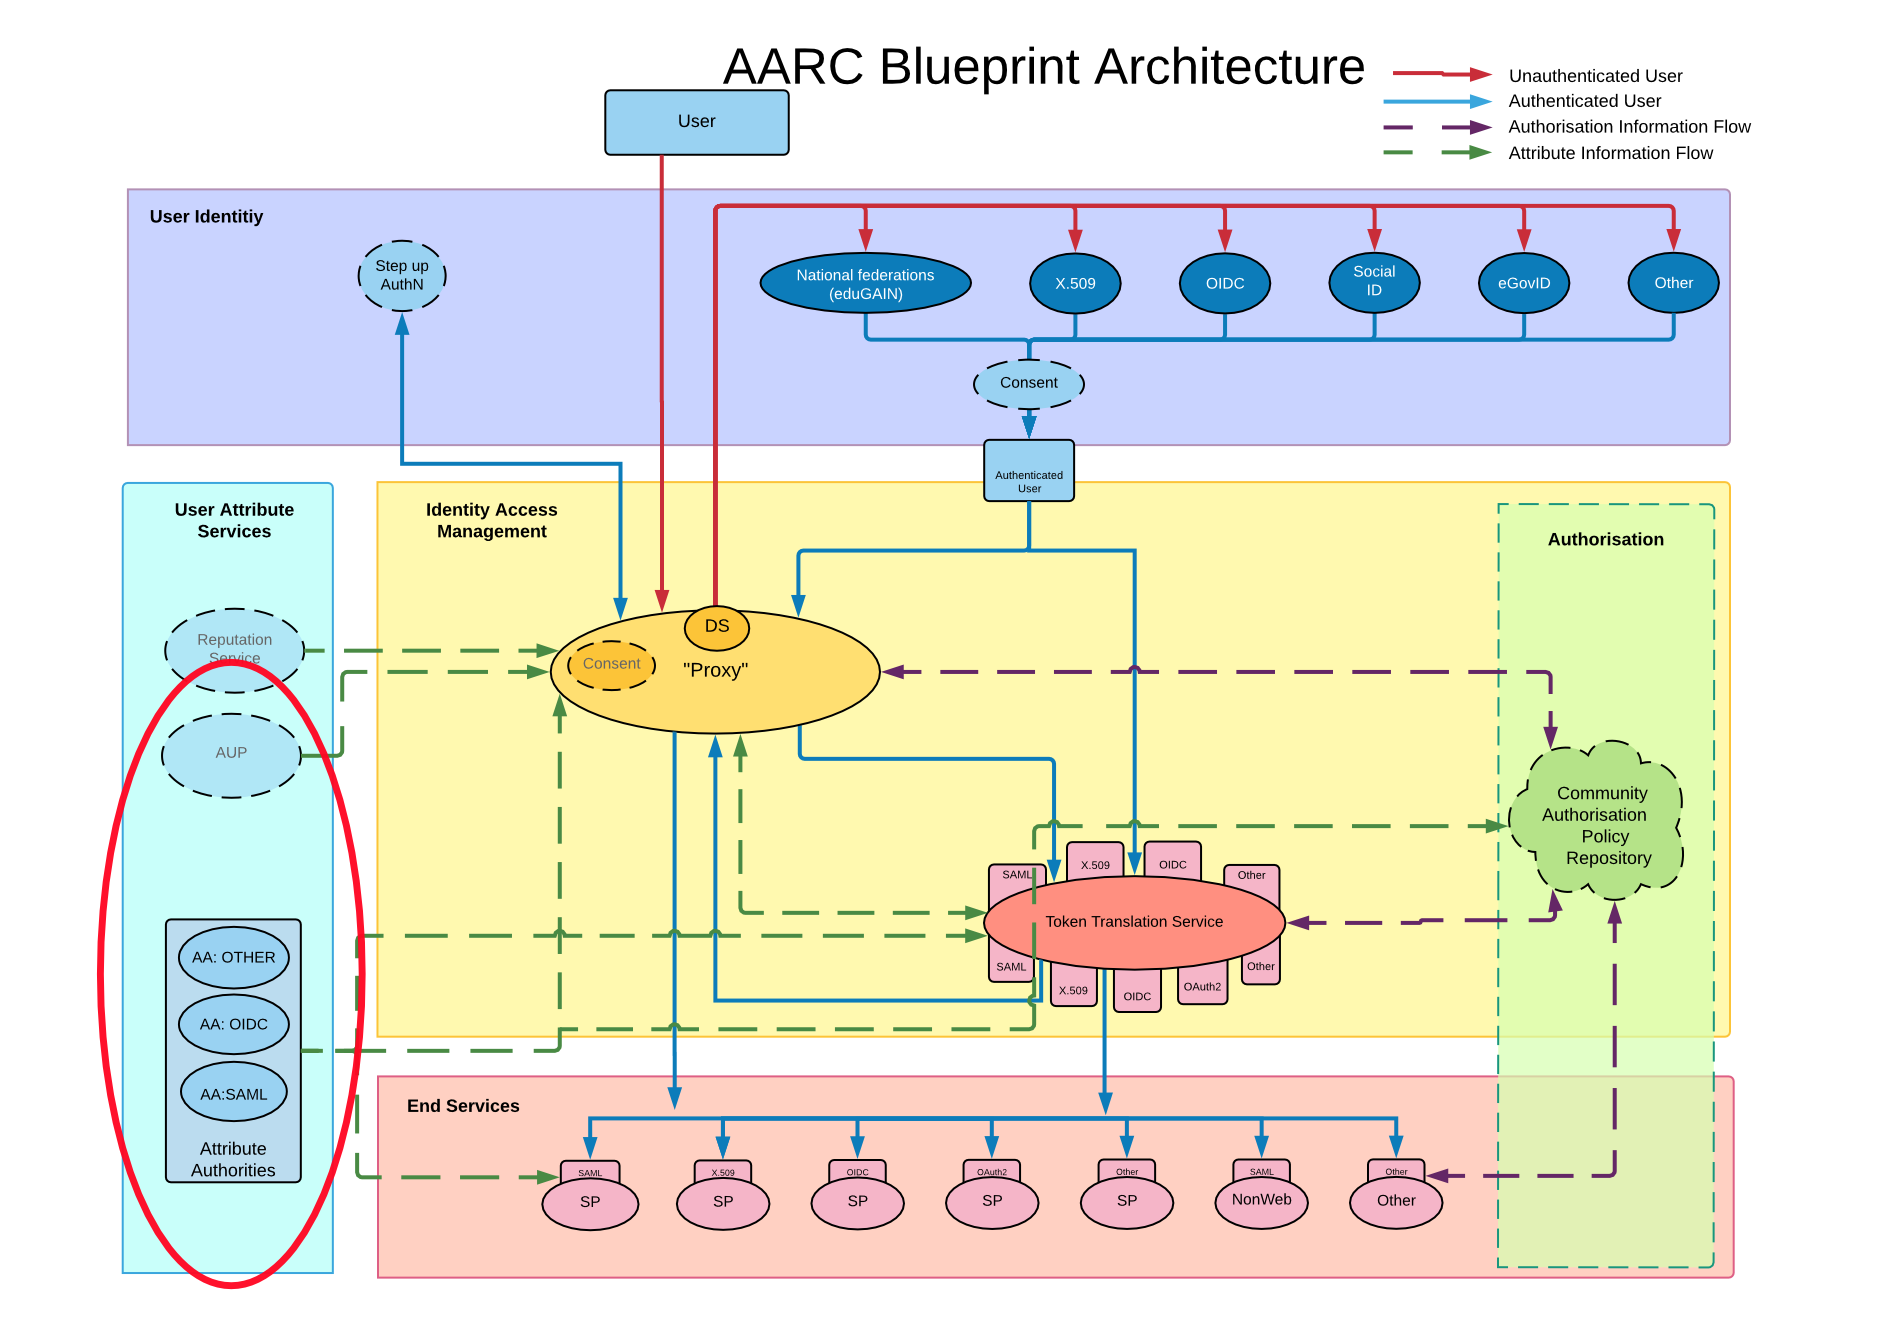 AARC Blueprint Architecture
Unauthenticated User
Authenticated User
Authorisation Information Flow
Attribute Information Flow
User
User Identitiy
Step up
AuthN
National federations
(eduGAIN)
X.509
OIDC
Social
ID
eGovID
Other
Consent
Authenticated
User
User Attribute
Services
Identity Access
Management
Authorisation
Reputation
Service
AUP
DS
Consent
"Proxy"
Community
Authorisation
Policy
Repository
SAML
X.509
OIDC
Other
Token Translation Service
SAML
X.509
OIDC
OAuth2
Other
AA: OTHER
AA: OIDC
AA:SAML
Attribute
Authorities
End Services
SAML
SP
X.509
SP
OIDC
SP
OAuth2
SP
Other
SP
SAML
NonWeb
Other
Other